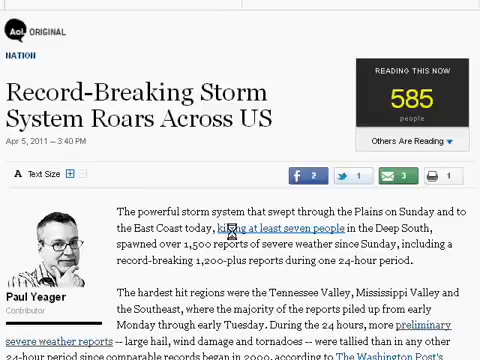 Aol. ORIGINAL
NATION
Record-Breaking Storm
System Roars Across US
Apr 5, 2011 – 3:40 PM
READING THIS NOW
585
people
Others Are Reading
A Text Size
2
1
3
1
The powerful storm system that swept through the Plains on Sunday and to
the East Coast today, killing at least seven people in the Deep South,
spawned over 1,500 reports of severe weather since Sunday, including a
record-breaking 1,200-plus reports during one 24-hour period.
Paul Yeager
Contributor
The hardest hit regions were the Tennessee Valley, Mississippi Valley and
the Southeast, where the majority of the reports piled up from early
Monday through early Tuesday. During the 24 hours, more preliminary
severe weather reports -- large hail, wind damage and tornadoes -- were tallied than in any other
24-hour period since comparable records began in 2000, according to The Washington Post's